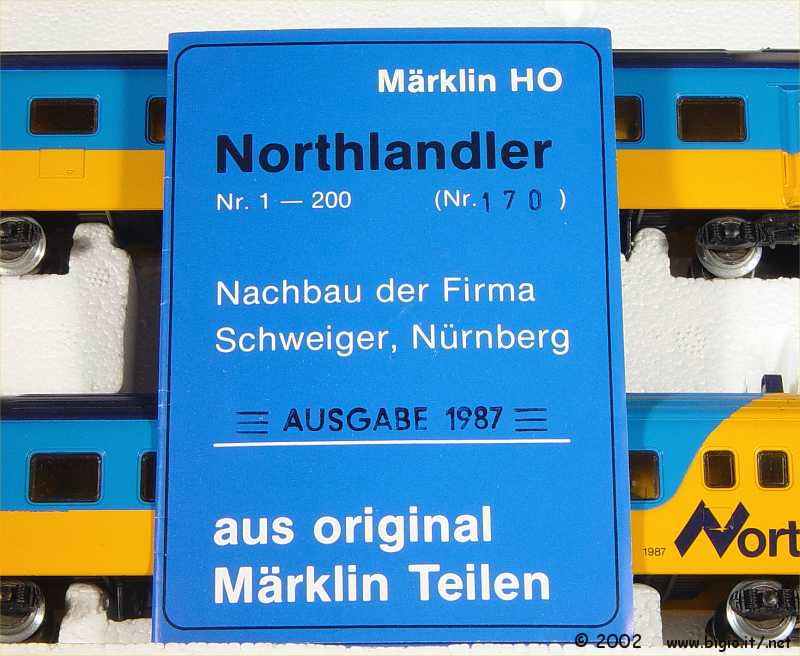 Märklin HO
Northlandler
Nr. 1 — 200 (Nr. 170 )
Nachbau der Firma
Schweiger, Nürnberg
AUSGABE 1987
aus original
Märklin Teilen
1987
Nort
© 2002 www.bigio.it/.net